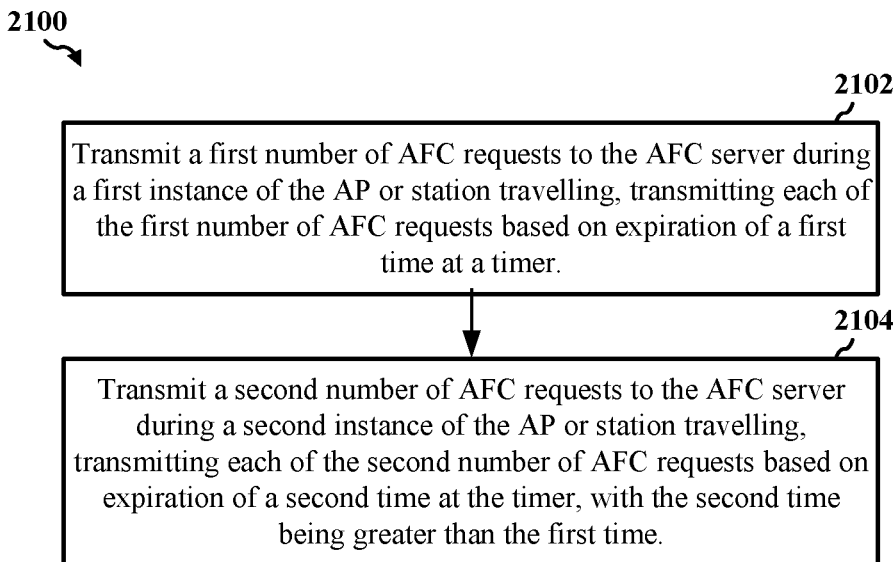 2100
2102
Transmit a first number of AFC requests to the AFC server during
a first instance of the AP or station travelling, transmitting each of
the first number of AFC requests based on expiration of a first
time at a timer.
2104
Transmit a second number of AFC requests to the AFC server
during a second instance of the AP or station travelling,
transmitting each of the second number of AFC requests based on
expiration of a second time at the timer, with the second time
being greater than the first time.